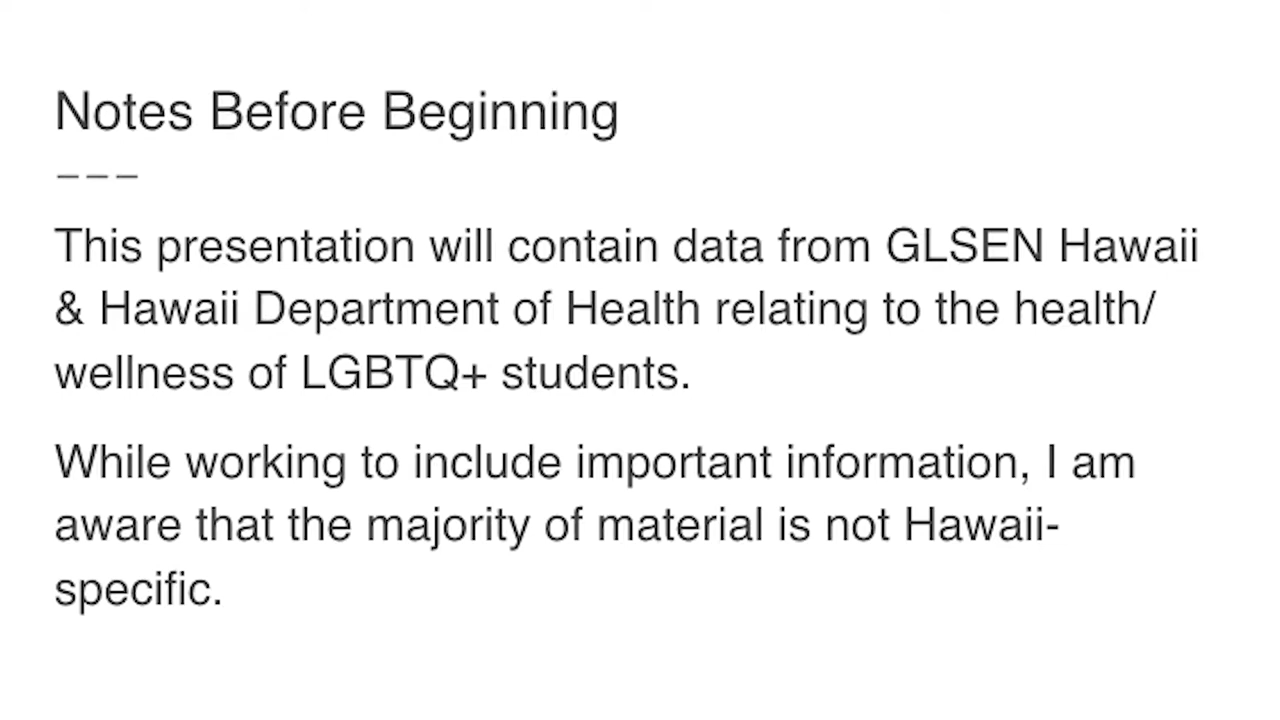 Notes Before Beginning
---
This presentation will contain data from GLSEN Hawaii
& Hawaii Department of Health relating to the health/
wellness of LGBTQ+ students.
While working to include important information, I am
aware that the majority of material is not Hawaii-
specific.